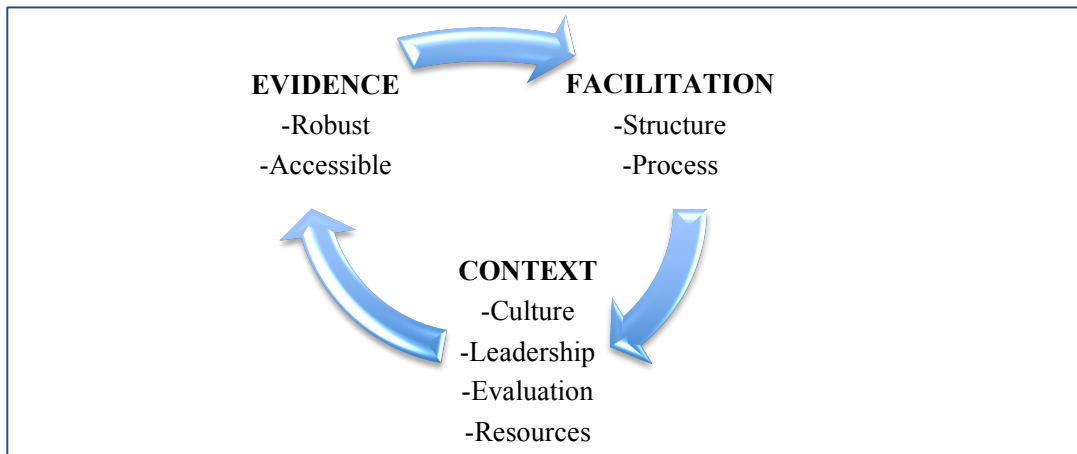 EVIDENCE
-Robust
-Accessible
FACILITATION
-Structure
-Process
CONTEXT
-Culture
-Leadership
-Evaluation
-Resources